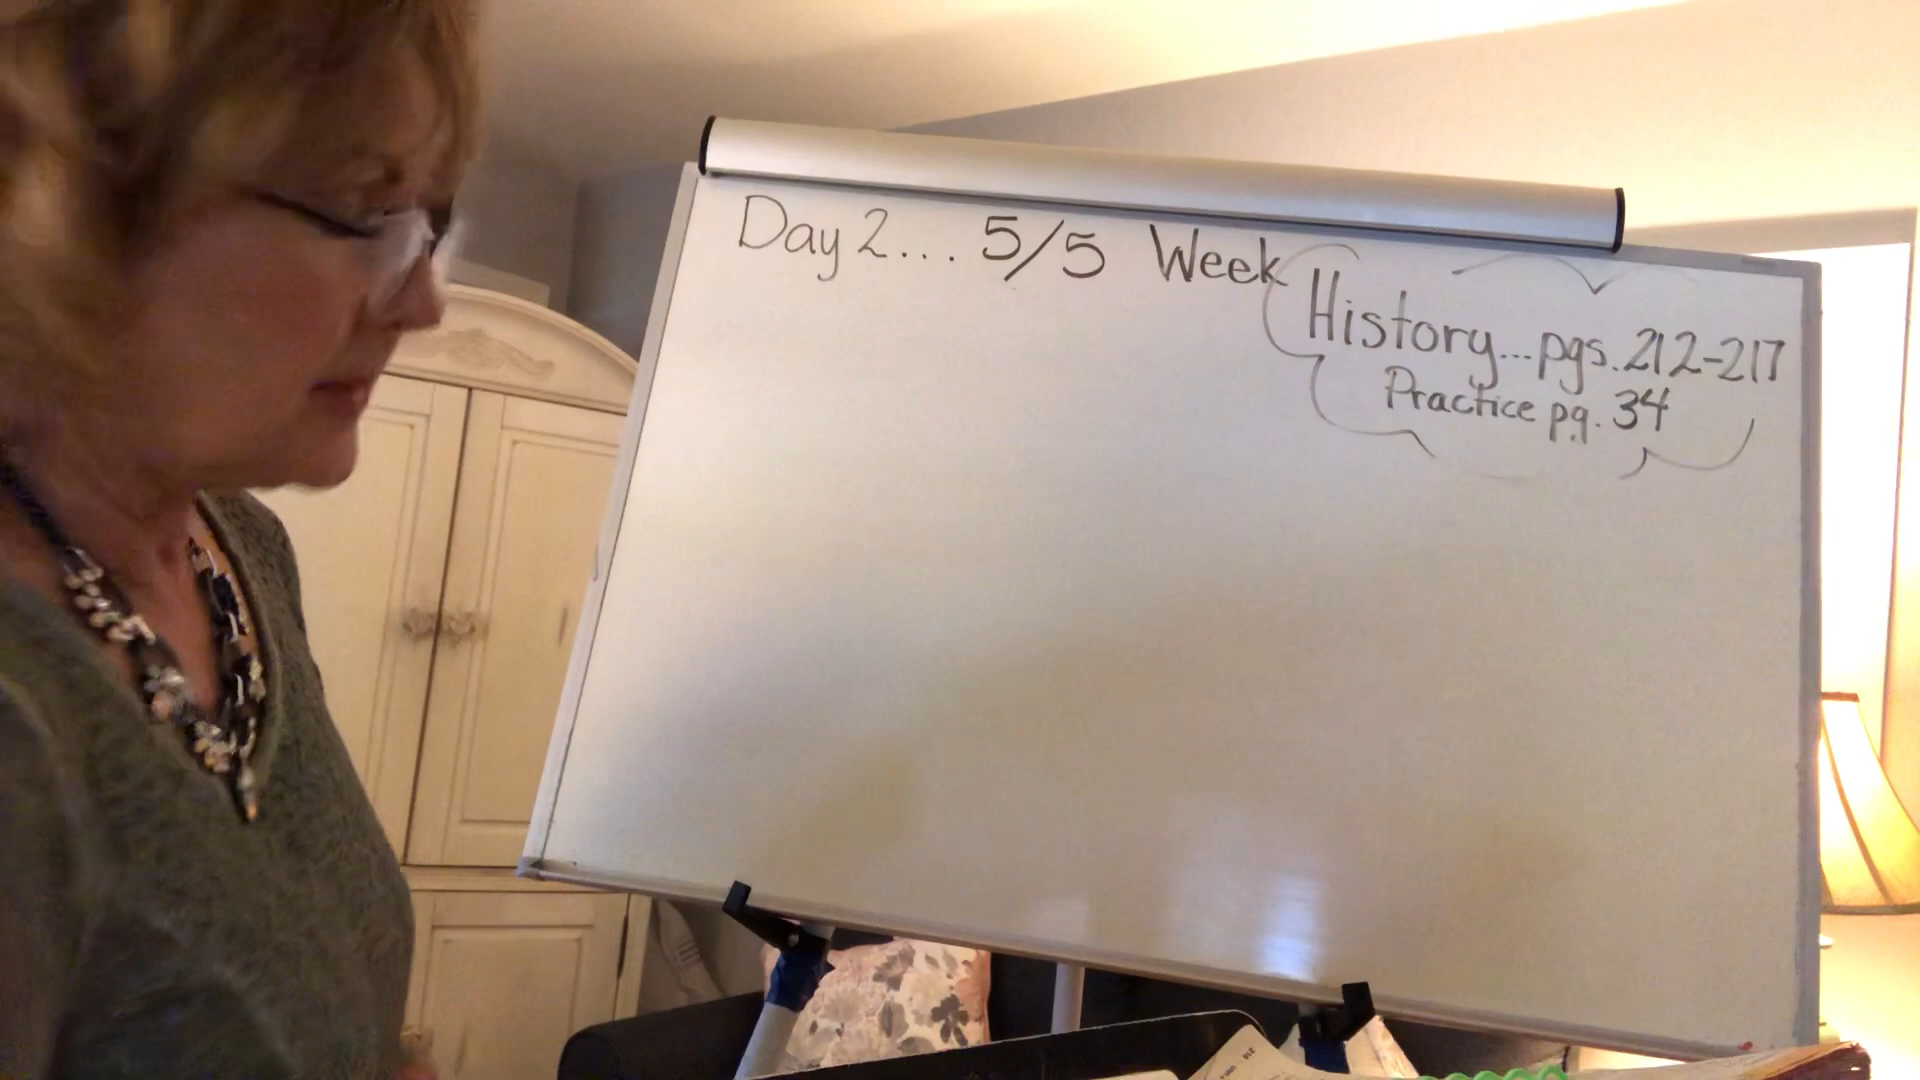 Day 2... 5/5 Week
History...pgs. 212-217
Practice pg. 34